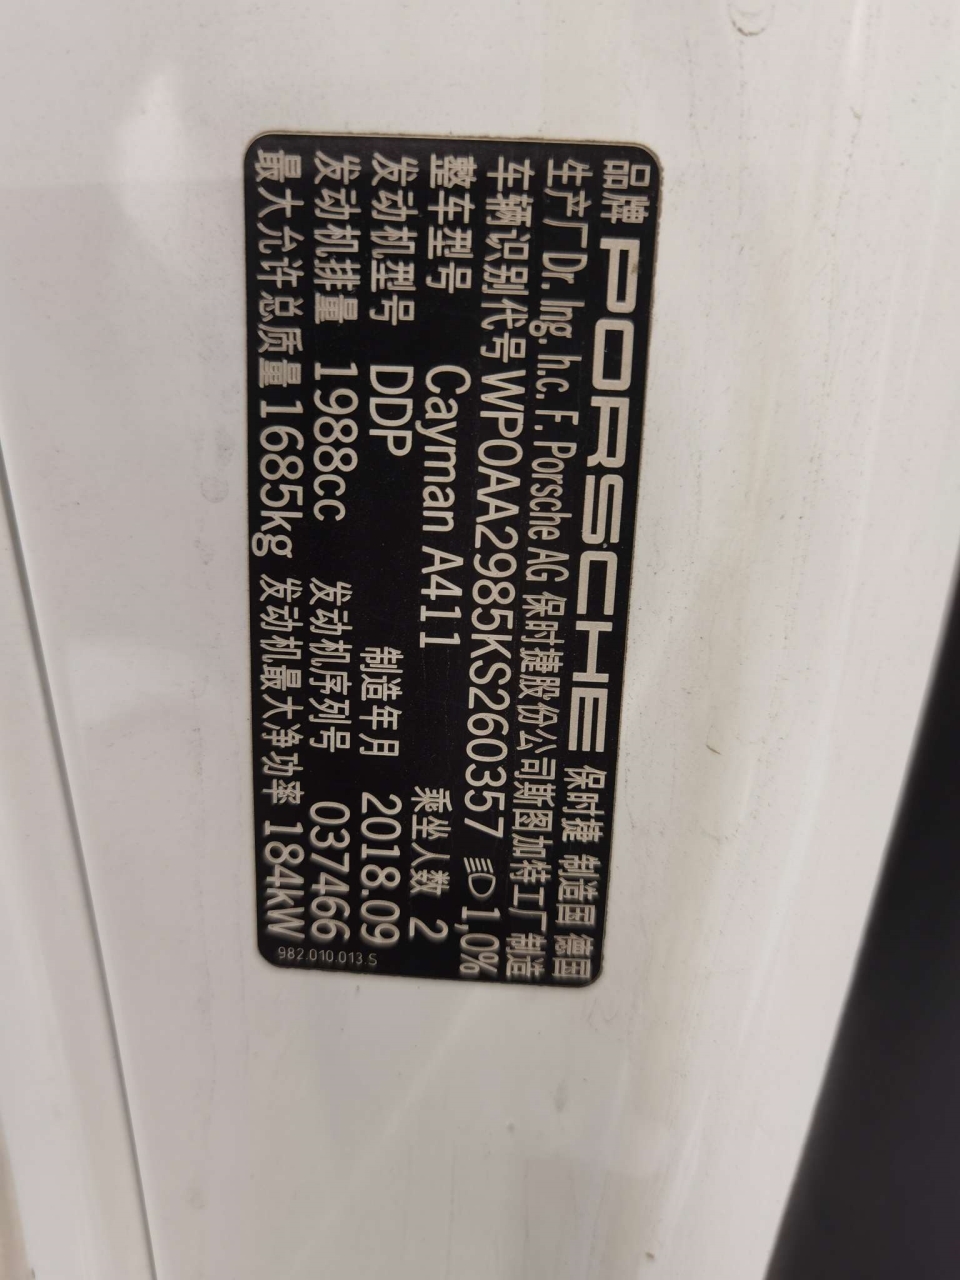 品牌 PORSCHE 保时捷 制造国 德国
生产厂Dr. Ing. h.c. F. Porsche AG 保时捷股份公司斯图加特工厂 制造
车辆识别代号 WP0AA2985KS260357 1,0%
整车型号 Cayman A411 乘坐人数 2
发动机型号 DDP 制造年月 2018.09
发动机排量 1988cc 发动机序列号 037466
最大允许总质量 1685kg 发动机最大净功率 184kW
982.010.013.S